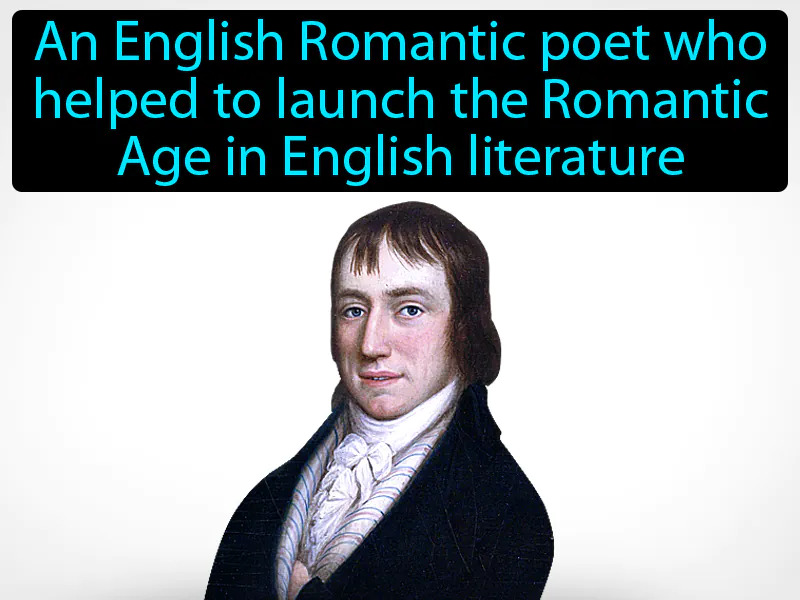 An English Romantic poet who
helped to launch the Romantic
Age in English literature